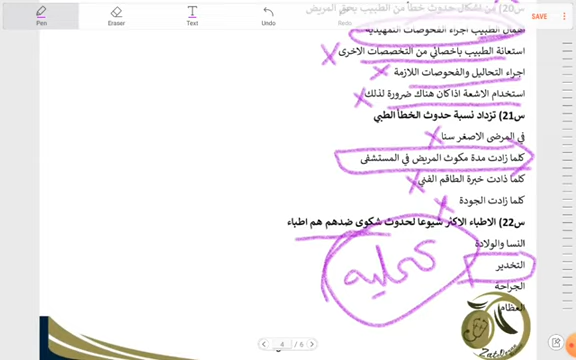 Pen
Eraser
Text
Undo
Redo
SAVE
س20) من اشكال حدوث خطأ من الطبيب بحق المريض
اهمال الطبيب اجراء الفحوصات التمهيدية
استعانة الطبيب باخصائي من التخصصات الاخرى
اجراء التحاليل والفحوصات اللازمة
استخدام الاشعة اذا كان هناك ضرورة لذلك
س21) تزداد نسبة حدوث الخطأ الطبي
في المرضى الاصغر سنا
كلما زادت مدة مكوث المريض في المستشفى
كلما ذادت خبرة الطاقم الفني
كلما زادت الجودة
س22) الاطباء الاكثر شيوعا لحدوث شكوى ضدهم هم اطباء
النسا والولادة
التخدير
الجراحة
العظام
4 / 6